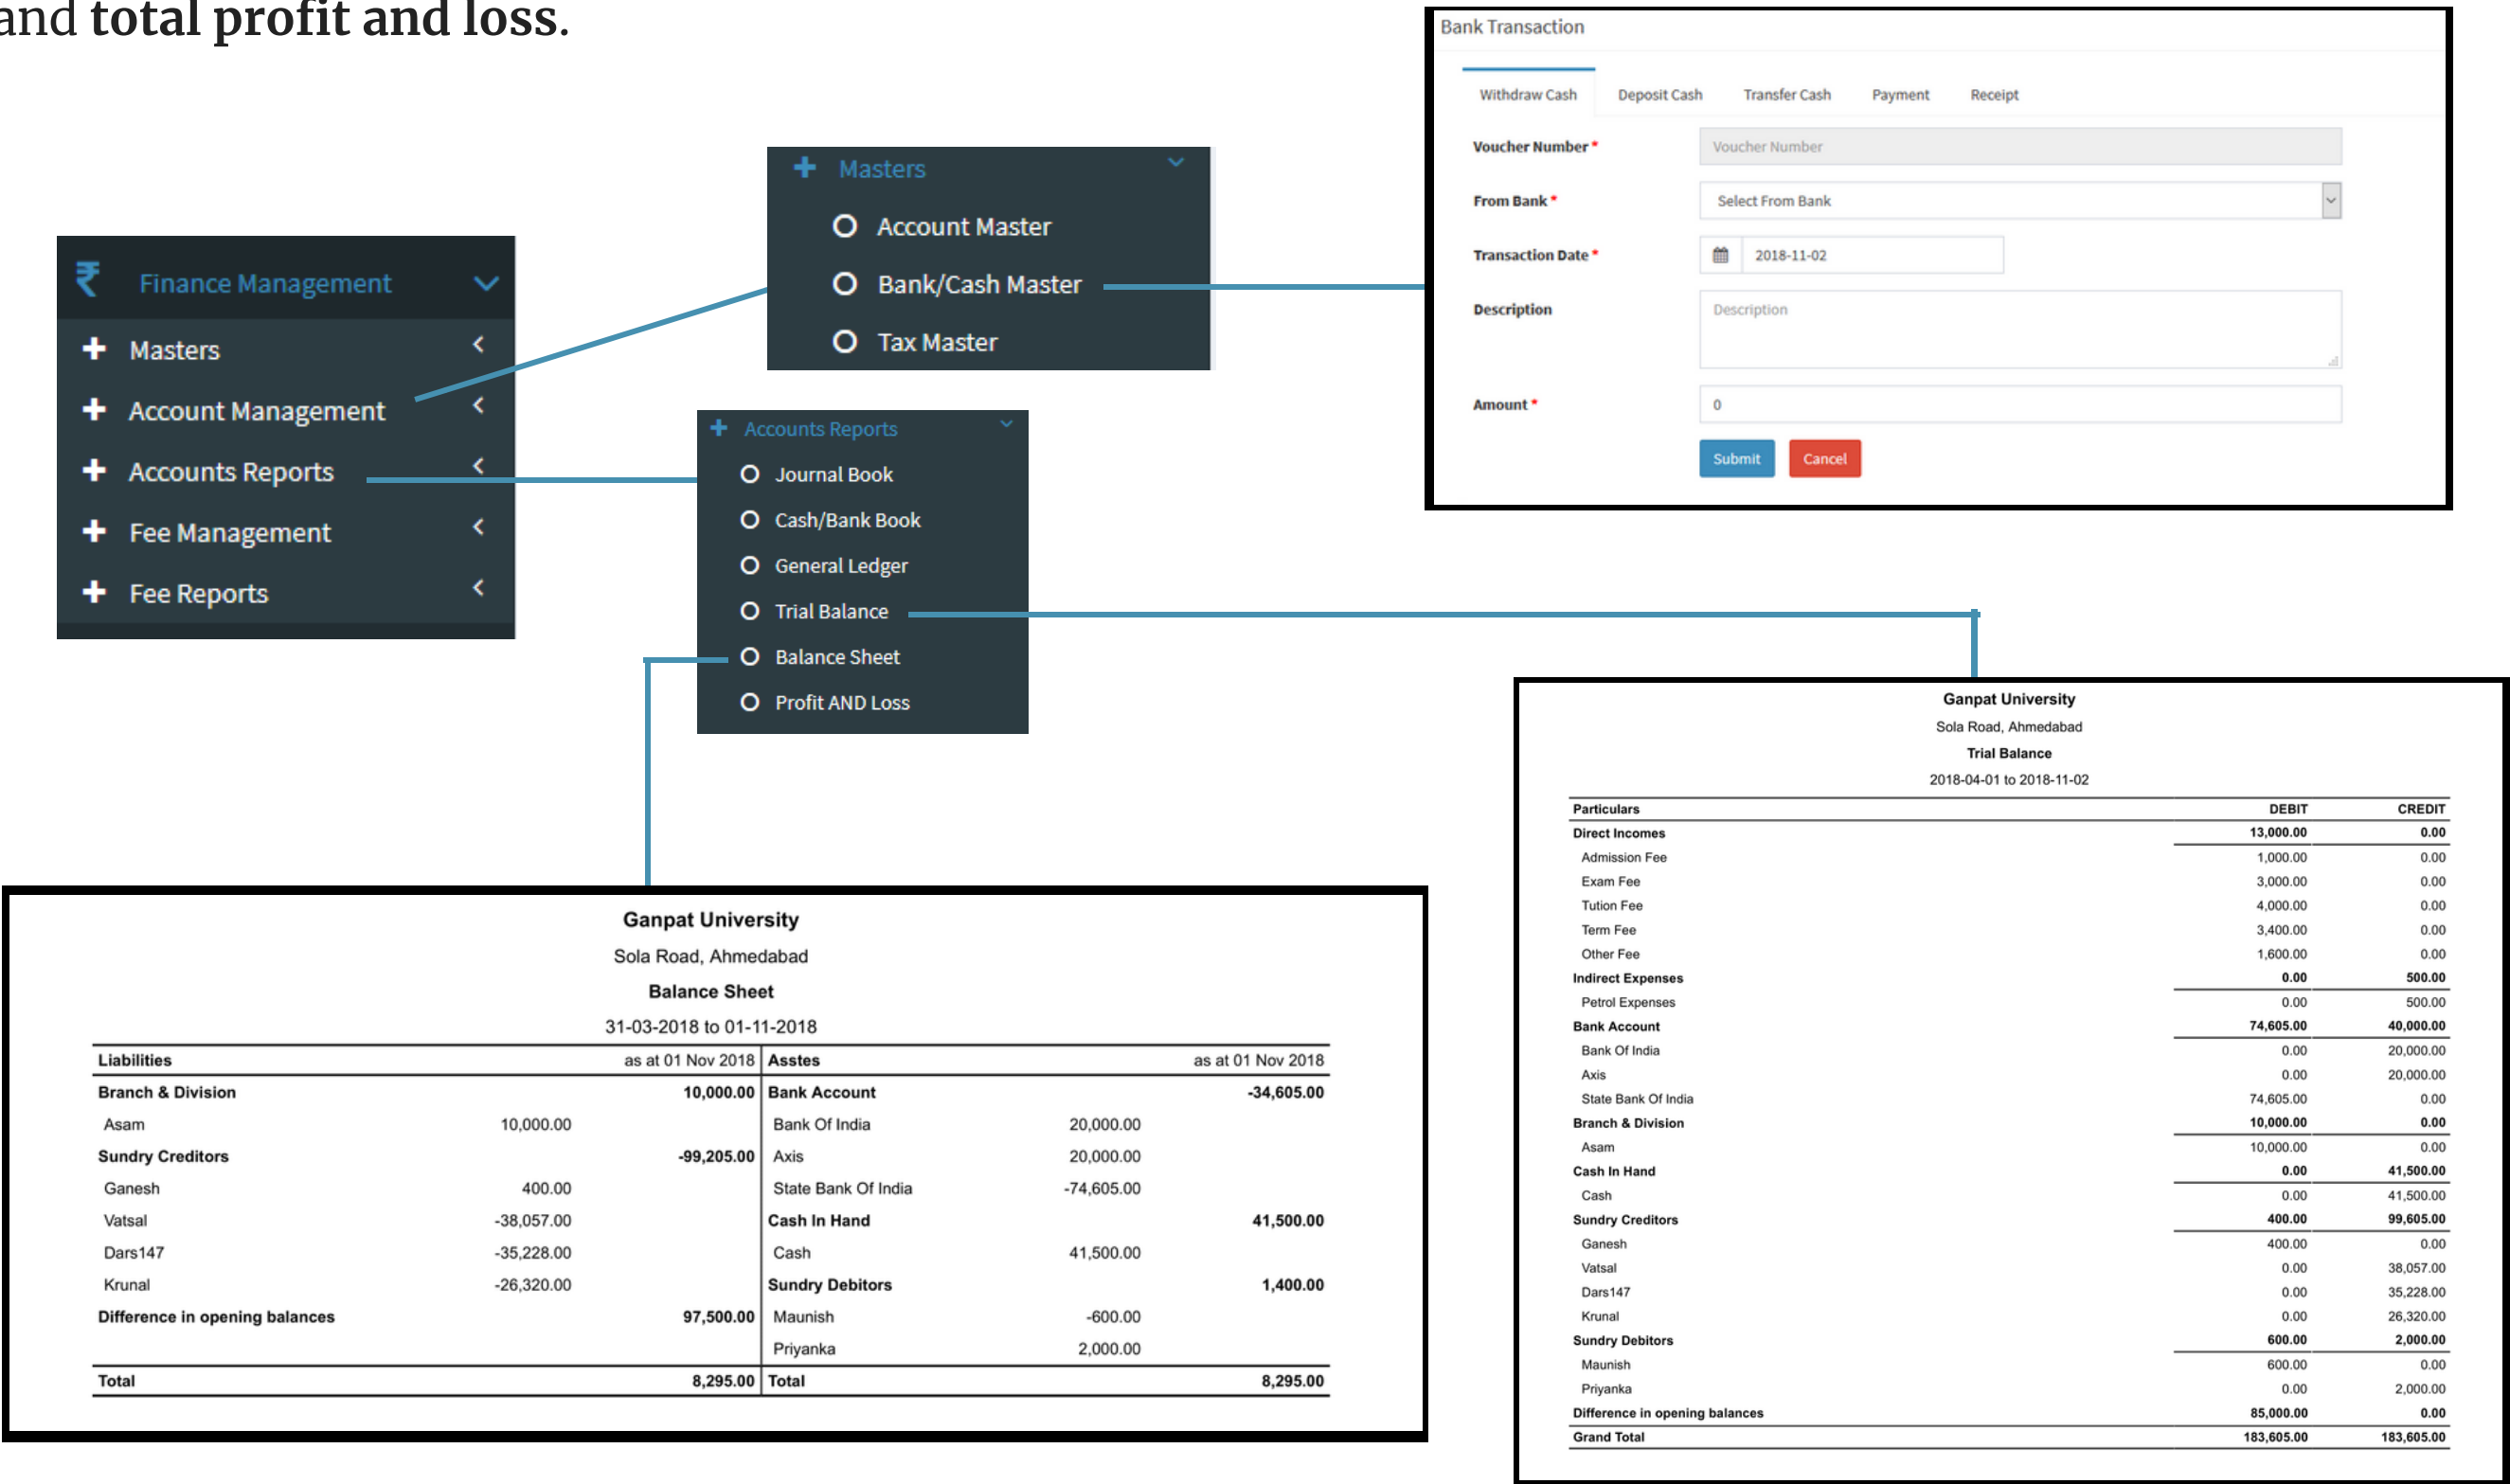 and total profit and loss.
Bank Transaction
Withdraw Cash Deposit Cash Transfer Cash Payment Receipt
Voucher Number * Voucher Number
From Bank * Select From Bank
Transaction Date * 2018-11-02
Description Description
Amount * 0
Submit Cancel
Masters
Account Master
Bank/Cash Master
Tax Master
₹ Finance Management
Masters
Account Management
Accounts Reports
Fee Management
Fee Reports
Accounts Reports
Journal Book
Cash/Bank Book
General Ledger
Trial Balance
Balance Sheet
Profit AND Loss
Ganpat University
Sola Road, Ahmedabad
Balance Sheet
31-03-2018 to 01-11-2018
Liabilities as at 01 Nov 2018 Asstes as at 01 Nov 2018
Branch & Division 10,000.00 Bank Account -34,605.00
Asam 10,000.00 Bank Of India 20,000.00
Sundry Creditors -99,205.00 Axis 20,000.00
Ganesh 400.00 State Bank Of India -74,605.00
Vatsal -38,057.00 Cash In Hand 41,500.00
Dars147 -35,228.00 Cash 41,500.00
Krunal -26,320.00 Sundry Debitors 1,400.00
Difference in opening balances 97,500.00 Maunish -600.00
Priyanka 2,000.00
Total 8,295.00 Total 8,295.00
Ganpat University
Sola Road, Ahmedabad
Trial Balance
2018-04-01 to 2018-11-02
Particulars DEBIT CREDIT
Direct Incomes 13,000.00 0.00
Admission Fee 1,000.00 0.00
Exam Fee 3,000.00 0.00
Tution Fee 4,000.00 0.00
Term Fee 3,400.00 0.00
Other Fee 1,600.00 0.00
Indirect Expenses 0.00 500.00
Petrol Expenses 0.00 500.00
Bank Account 74,605.00 40,000.00
Bank Of India 0.00 20,000.00
Axis 0.00 20,000.00
State Bank Of India 74,605.00 0.00
Branch & Division 10,000.00 0.00
Asam 10,000.00 0.00
Cash In Hand 0.00 41,500.00
Cash 0.00 41,500.00
Sundry Creditors 400.00 99,605.00
Ganesh 400.00 0.00
Vatsal 0.00 38,057.00
Dars147 0.00 35,228.00
Krunal 0.00 26,320.00
Sundry Debitors 600.00 2,000.00
Maunish 600.00 0.00
Priyanka 0.00 2,000.00
Difference in opening balances 85,000.00 0.00
Grand Total 183,605.00 183,605.00